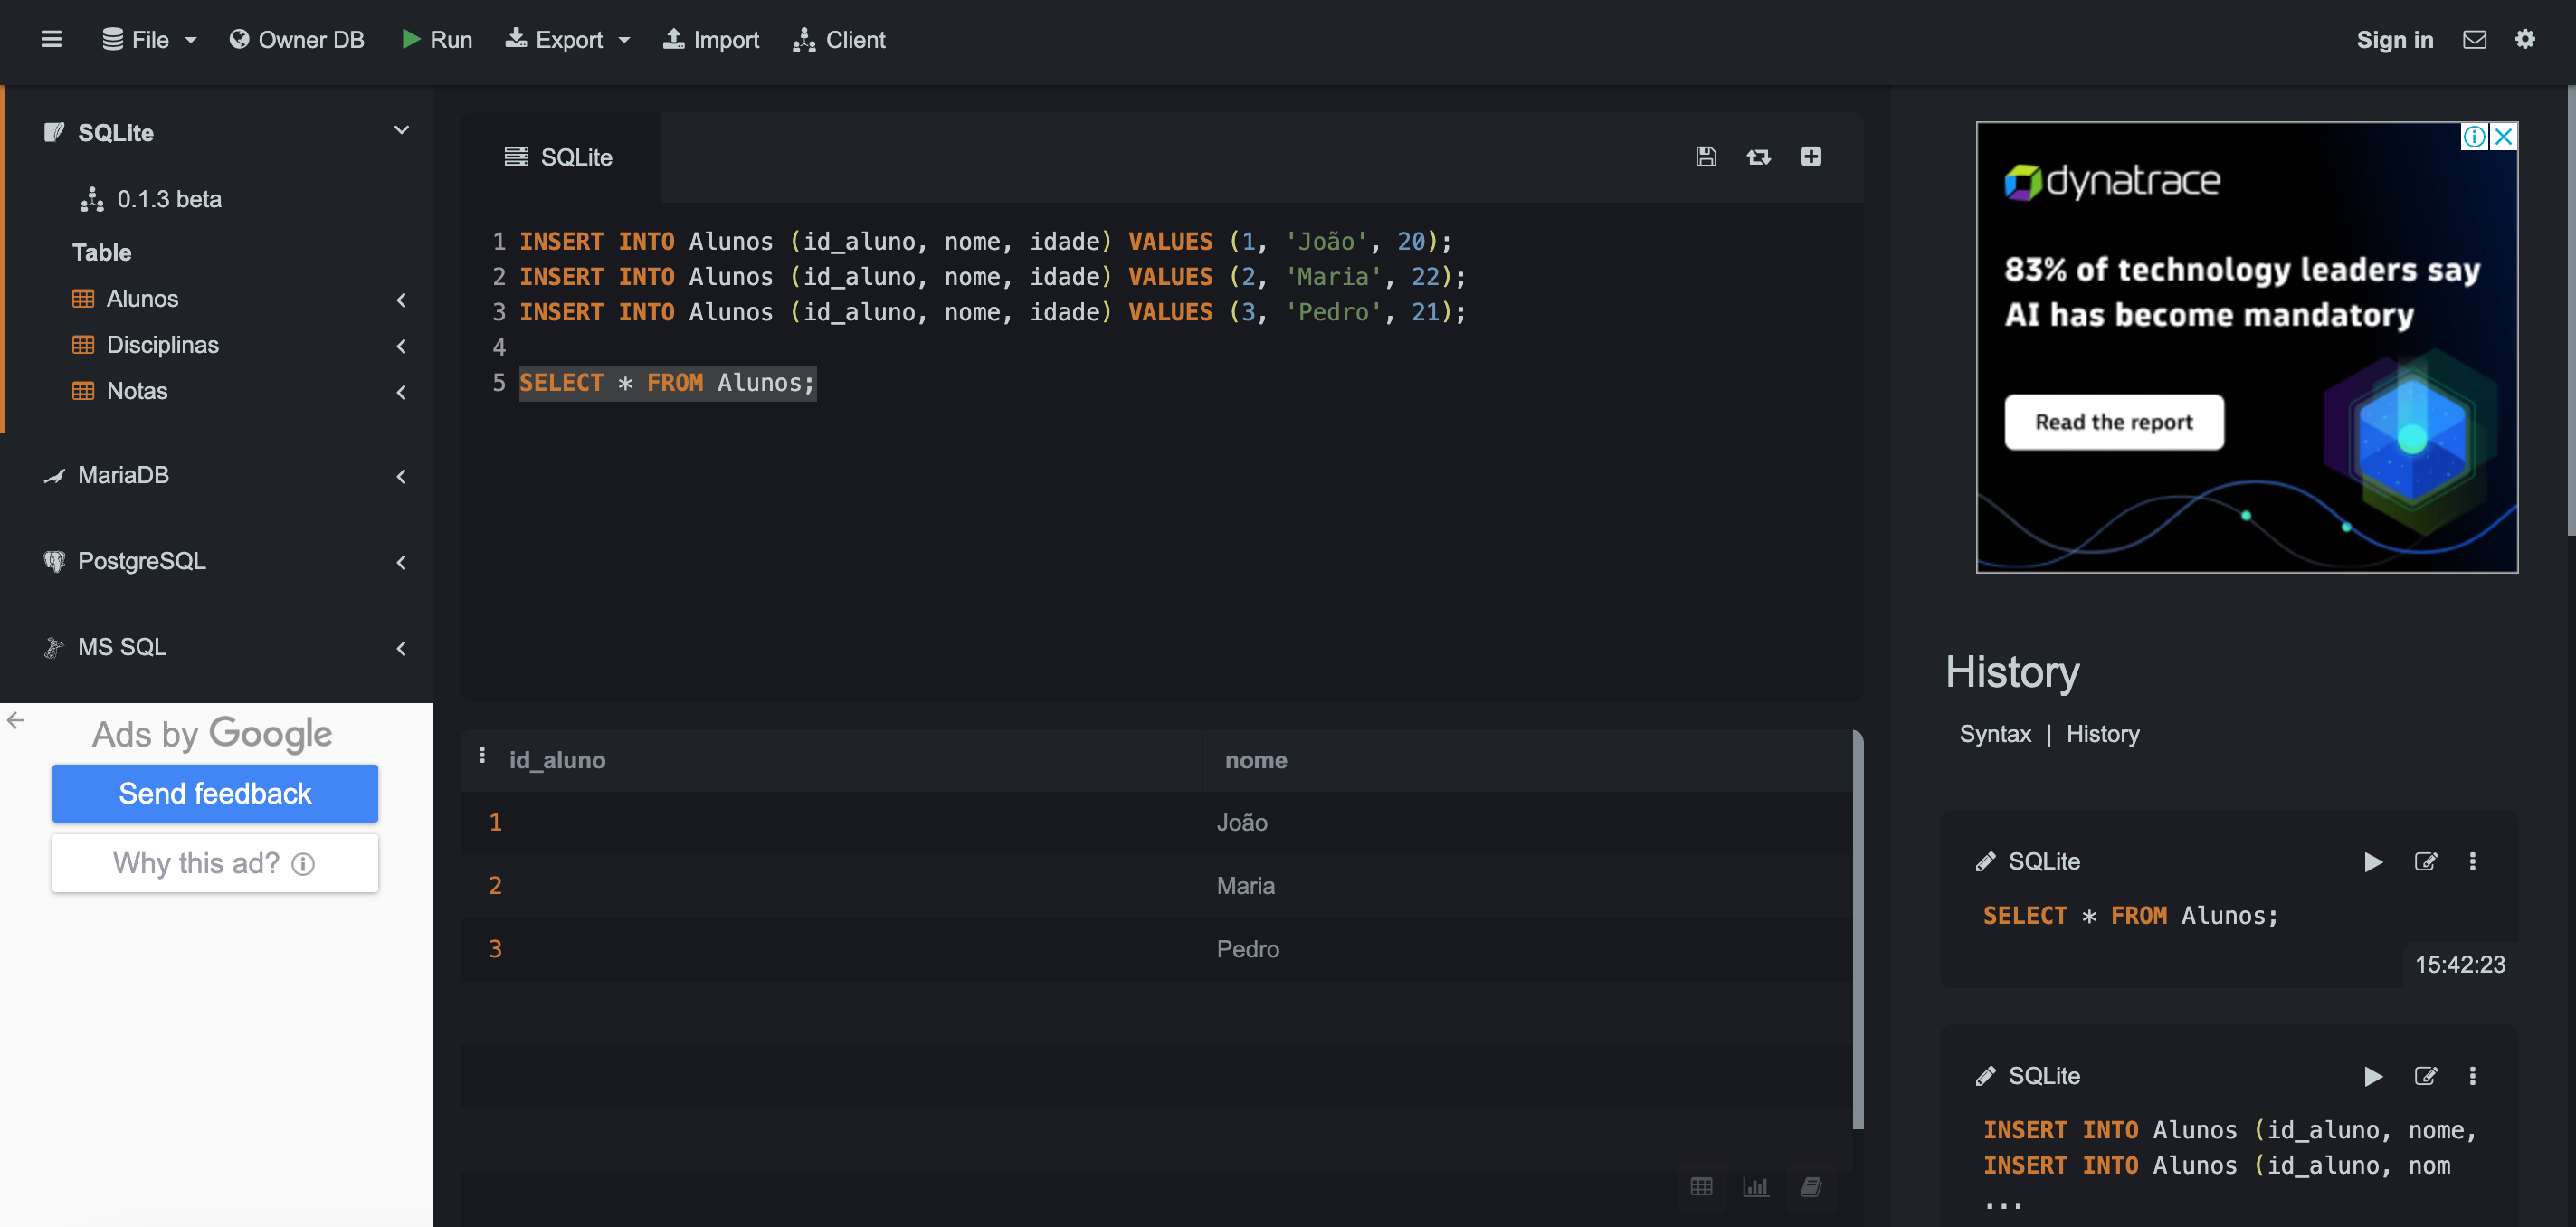 File Owner DB Run Export Import Client Sign in
SQLite
0.1.3 beta
Table
Alunos
Disciplinas
Notas
MariaDB
PostgreSQL
MS SQL
Ads by Google
Send feedback
Why this ad?
SQLite
1 INSERT INTO Alunos (id_aluno, nome, idade) VALUES (1, 'João', 20);
2 INSERT INTO Alunos (id_aluno, nome, idade) VALUES (2, 'Maria', 22);
3 INSERT INTO Alunos (id_aluno, nome, idade) VALUES (3, 'Pedro', 21);
4
5 SELECT * FROM Alunos;
id_aluno nome
1 João
2 Maria
3 Pedro
dynatrace
83% of technology leaders say
AI has become mandatory
Read the report
History
Syntax | History
SQLite
SELECT * FROM Alunos;
15:42:23
SQLite
INSERT INTO Alunos (id_aluno, nome,
INSERT INTO Alunos (id_aluno, nom
...